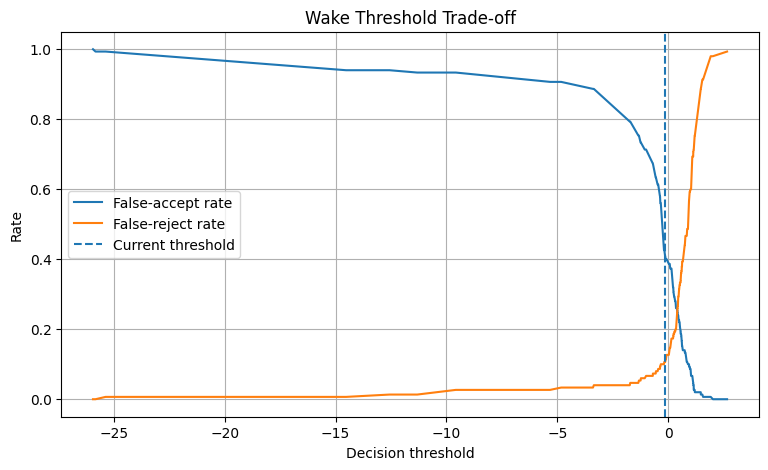 Wake Threshold Trade-off
1.0
0.8
0.6
0.4
0.2
0.0
Rate
False-accept rate
False-reject rate
Current threshold
−25
−20
−15
−10
−5
0
Decision threshold